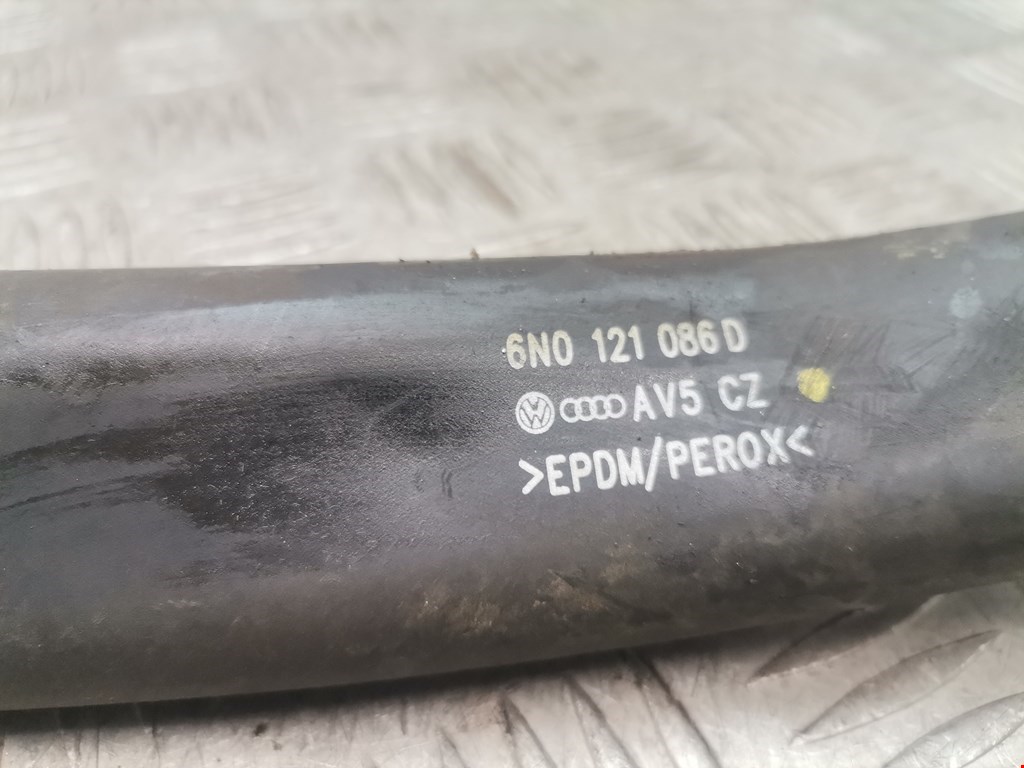 6N0 121 086 D
AV5 CZ
>EPDM/PEROX<